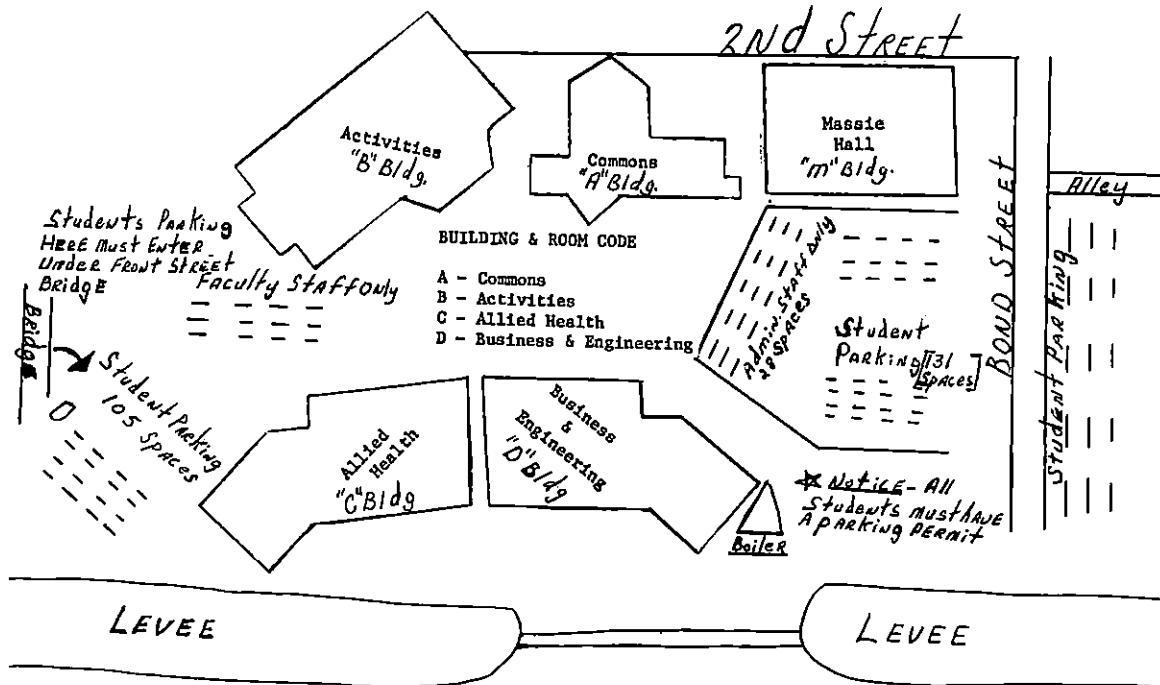 2Nd STREET
Activities
"B" Bldg.
Commons
"A" Bldg.
Massie
Hall
"M" Bldg.
Alley
BOND STREET
STUDENT PARKING
Students PARKING
HERE Must ENTER
UNDER FRONT STREET
BRIDGE
Faculty STAFF Only
BUILDING & ROOM CODE
A - Commons
B - Activities
C - Allied Health
D - Business & Engineering
Admin. Staff Only
28 Spaces
Student
PARKING [131
SPACES]
BRIDGE
Student Parking
105 Spaces
Allied
Health
"C" Bldg
Business
&
Engineering
"D" Bldg
Boiler
NOTICE - All
Students must HAVE
A PARKING PERMIT
LEVEE
LEVEE